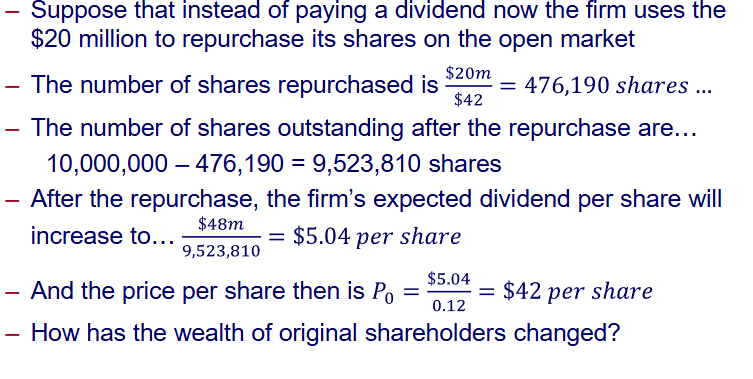 – Suppose that instead of paying a dividend now the firm uses the
$20 million to repurchase its shares on the open market
– The number of shares repurchased is $20m/$42 = 476,190 shares ...
– The number of shares outstanding after the repurchase are…
10,000,000 – 476,190 = 9,523,810 shares
– After the repurchase, the firm's expected dividend per share will
increase to… $48m/9,523,810 = $5.04 per share
– And the price per share then is P₀ = $5.04/0.12 = $42 per share
– How has the wealth of original shareholders changed?